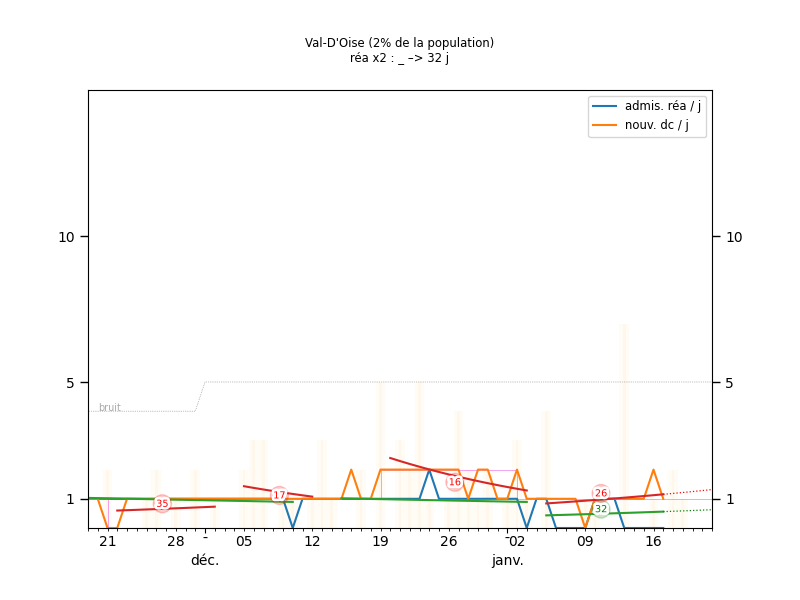 Val-D'Oise (2% de la population)
réa x2 : _ –> 32 j
admis. réa / j
nouv. dc / j
10 10
5 5
bruit
1 1
35 17 16 26
32
21 28 - 05 12 19 26 - 02 09 16
déc. janv.